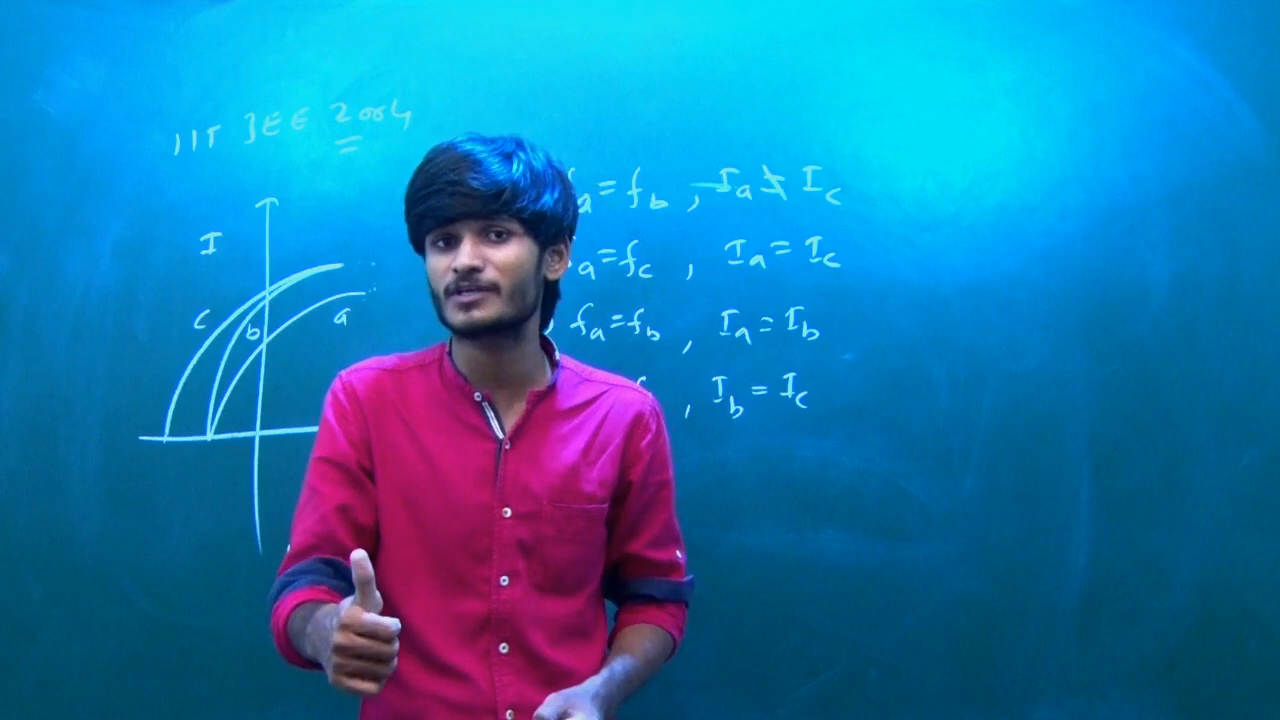 IIT JEE 2004
I
c
b
a
a = fb , Ia ≠ Ic
a = fc , Ia = Ic
fa = fb , Ia = Ib
, Ib = Ic